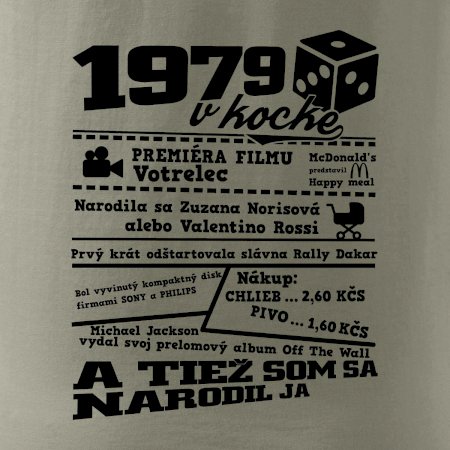 1979
v kocke
PREMIÉRA FILMU
Votrelec
McDonald's
predstavil
Happy meal
Narodila sa Zuzana Norisová
alebo Valentino Rossi
Prvý krát odštartovala slávna Rally Dakar
Bol vyvinutý kompaktný disk
firmami SONY a PHILIPS
Nákup:
CHLIEB ... 2,60 KČS
PIVO ... 1,60 KČS
Michael Jackson
vydal svoj prelomový album Off The Wall
A TIEŽ SOM SA
NARODIL JA